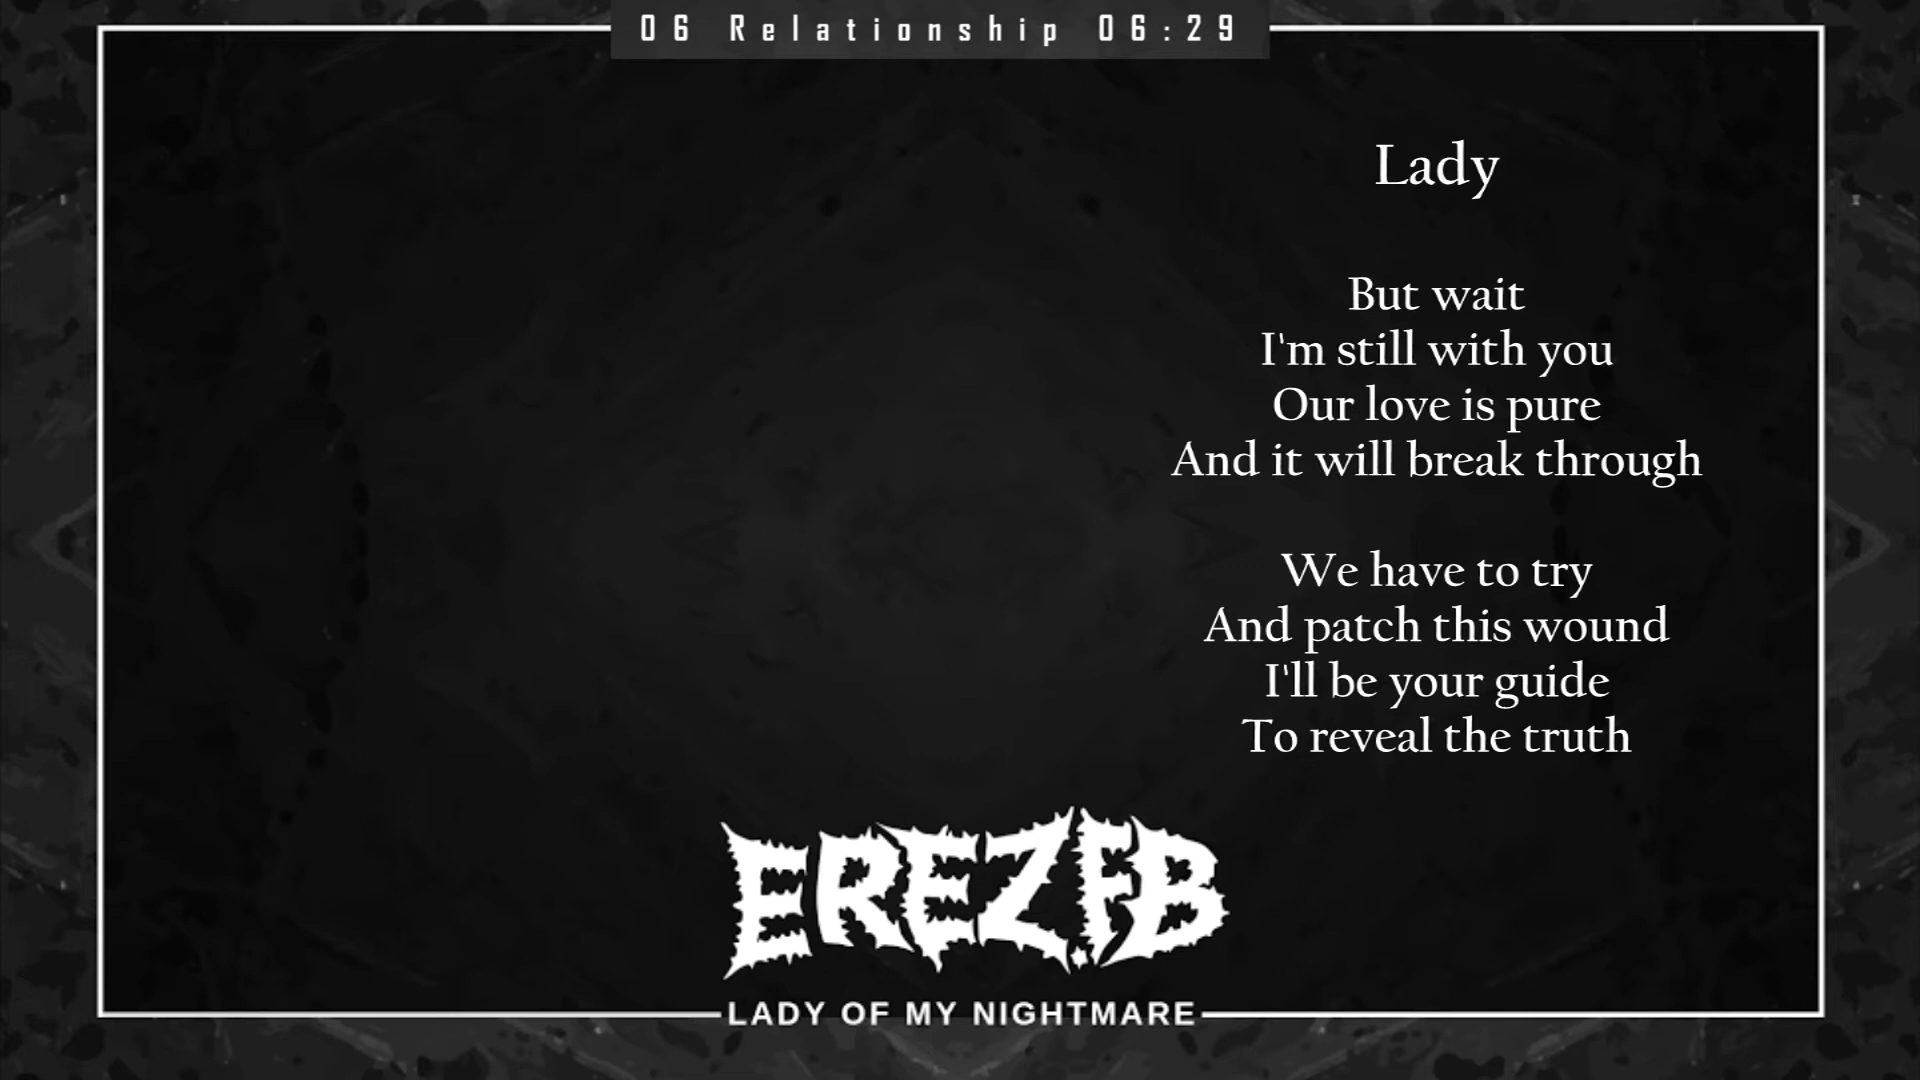 06 Relationship 06:29
Lady
But wait
I'm still with you
Our love is pure
And it will break through
We have to try
And patch this wound
I'll be your guide
To reveal the truth
EREZ.FB
LADY OF MY NIGHTMARE